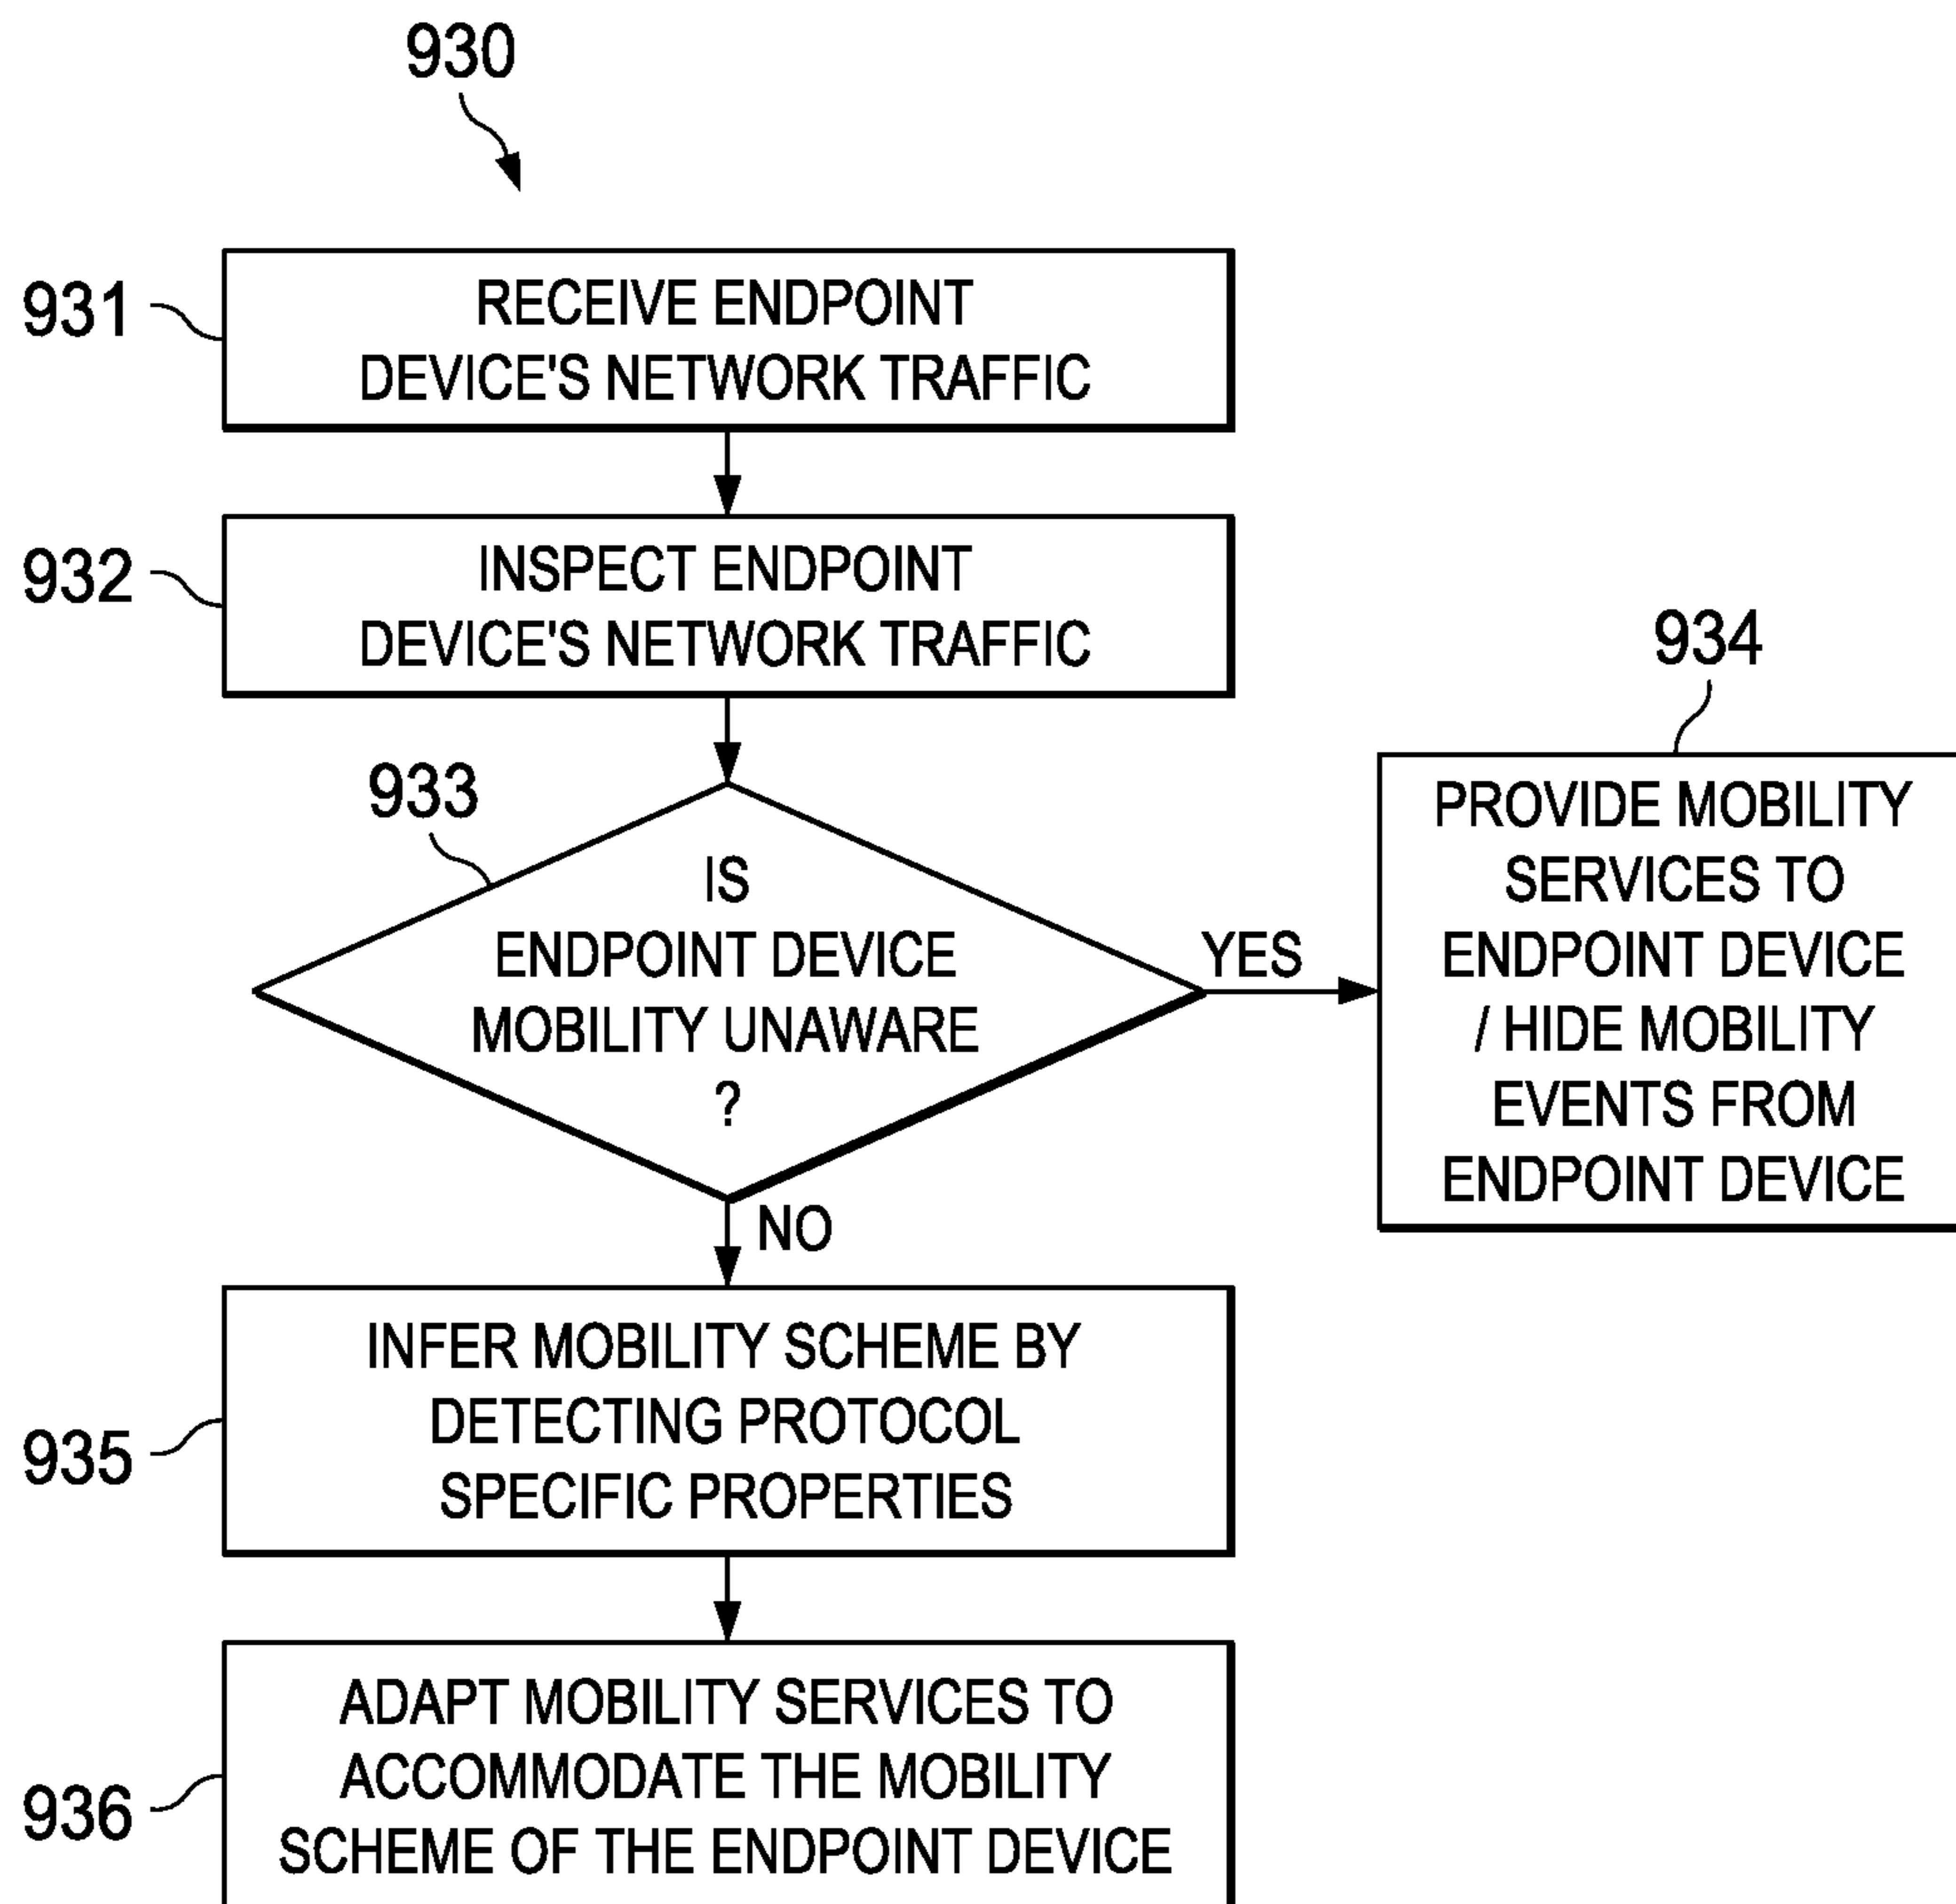 930
931
RECEIVE ENDPOINT
DEVICE'S NETWORK TRAFFIC
932
INSPECT ENDPOINT
DEVICE'S NETWORK TRAFFIC
933
IS
ENDPOINT DEVICE
MOBILITY UNAWARE
?
YES
934
PROVIDE MOBILITY
SERVICES TO
ENDPOINT DEVICE
/ HIDE MOBILITY
EVENTS FROM
ENDPOINT DEVICE
NO
935
INFER MOBILITY SCHEME BY
DETECTING PROTOCOL
SPECIFIC PROPERTIES
936
ADAPT MOBILITY SERVICES TO
ACCOMMODATE THE MOBILITY
SCHEME OF THE ENDPOINT DEVICE